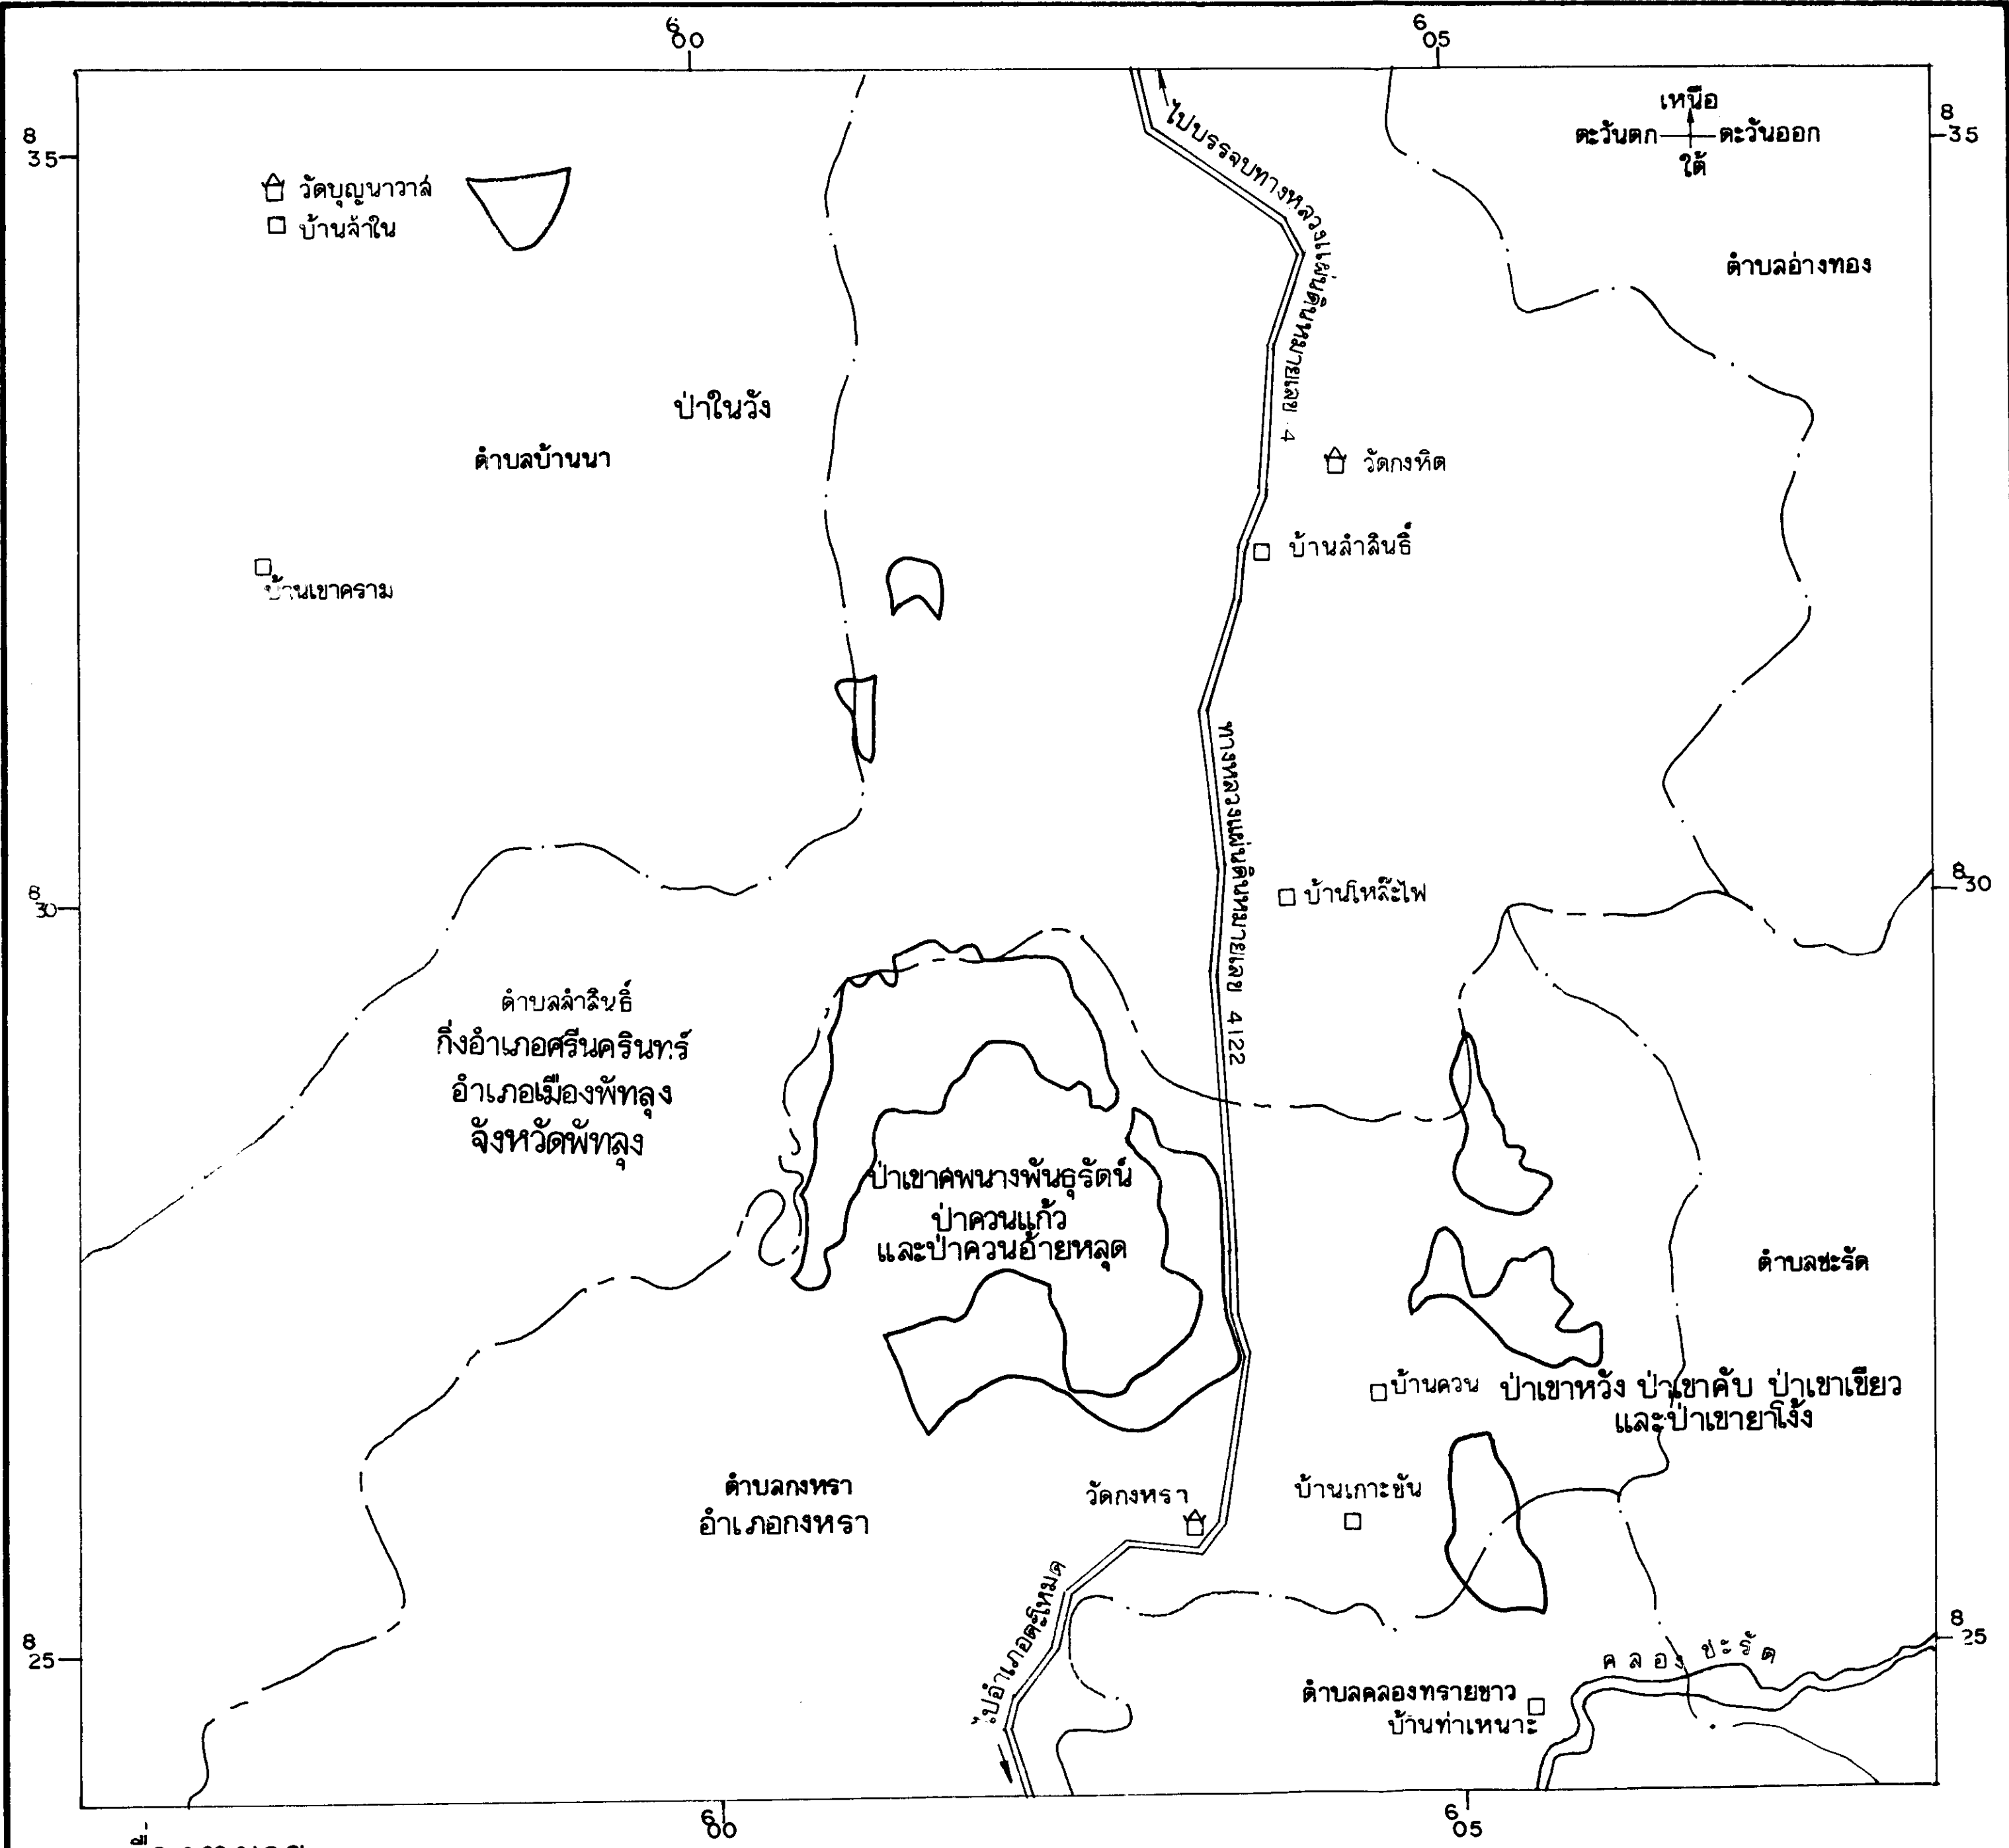 600
605
835
835
เหนือ
ตะวันตก ตะวันออก
ใต้
ไปบรรจบทางหลวงแผ่นดินหมายเลข 4
วัดบุญนาวาส์
บ้านลำใน
ตำบลอ่างทอง
ป่าในวัง
ตำบลบ้านนา
วัดกงหิต
บ้านลำสินธิ์
บ้านเขาคราม
ทางหลวงแผ่นดินหมายเลข 4122
830
830
บ้านโหล๊ะไฟ
ตำบลลำสินธิ์
กิ่งอำเภอศรีนครินทร์
อำเภอเมืองพัทลุง
จังหวัดพัทลุง
ป่าเขาศพนางพันธุรัตน์
ป่าควนแก้ว
และป่าควนอ้ายหลุด
ตำบลชะรัด
บ้านควน
ป่าเขาหวัง ป่าเขาคับ ป่าเขาเขียว
และป่าเขายาโง้ง
ตำบลกงหรา
อำเภอกงหรา
วัดกงหรา
บ้านเกาะขัน
ไปอำเภอตะโหมด
825
825
คลองชะรัด
ตำบลคลองทรายขาว
บ้านท่าเหนาะ
600
605